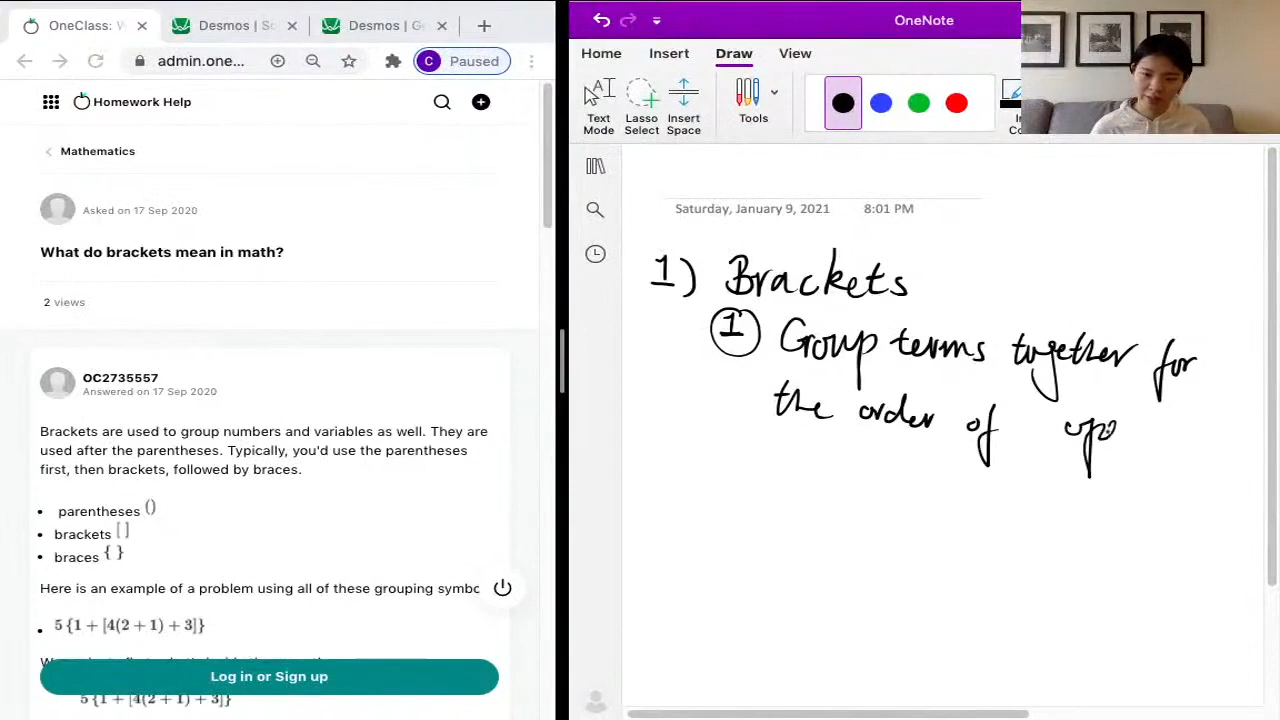 OneClass: W
Desmos | Sc
Desmos | G
admin.one...
C Paused
Homework Help
Mathematics
Asked on 17 Sep 2020
What do brackets mean in math?
2 views
OC2735557
Answered on 17 Sep 2020
Brackets are used to group numbers and variables as well. They are
used after the parentheses. Typically, you'd use the parentheses
first, then brackets, followed by braces.
• parentheses ()
• brackets [ ]
• braces { }
Here is an example of a problem using all of these grouping symbo
• 5 {1 + [4(2 + 1) + 3]}
Log in or Sign up
5 {1 + [4(2 + 1) + 3]}
OneNote
Home Insert Draw View
Text Mode
Lasso Select
Insert Space
Tools
Saturday, January 9, 2021 8:01 PM
1) Brackets
① Group terms together for
the order of ope